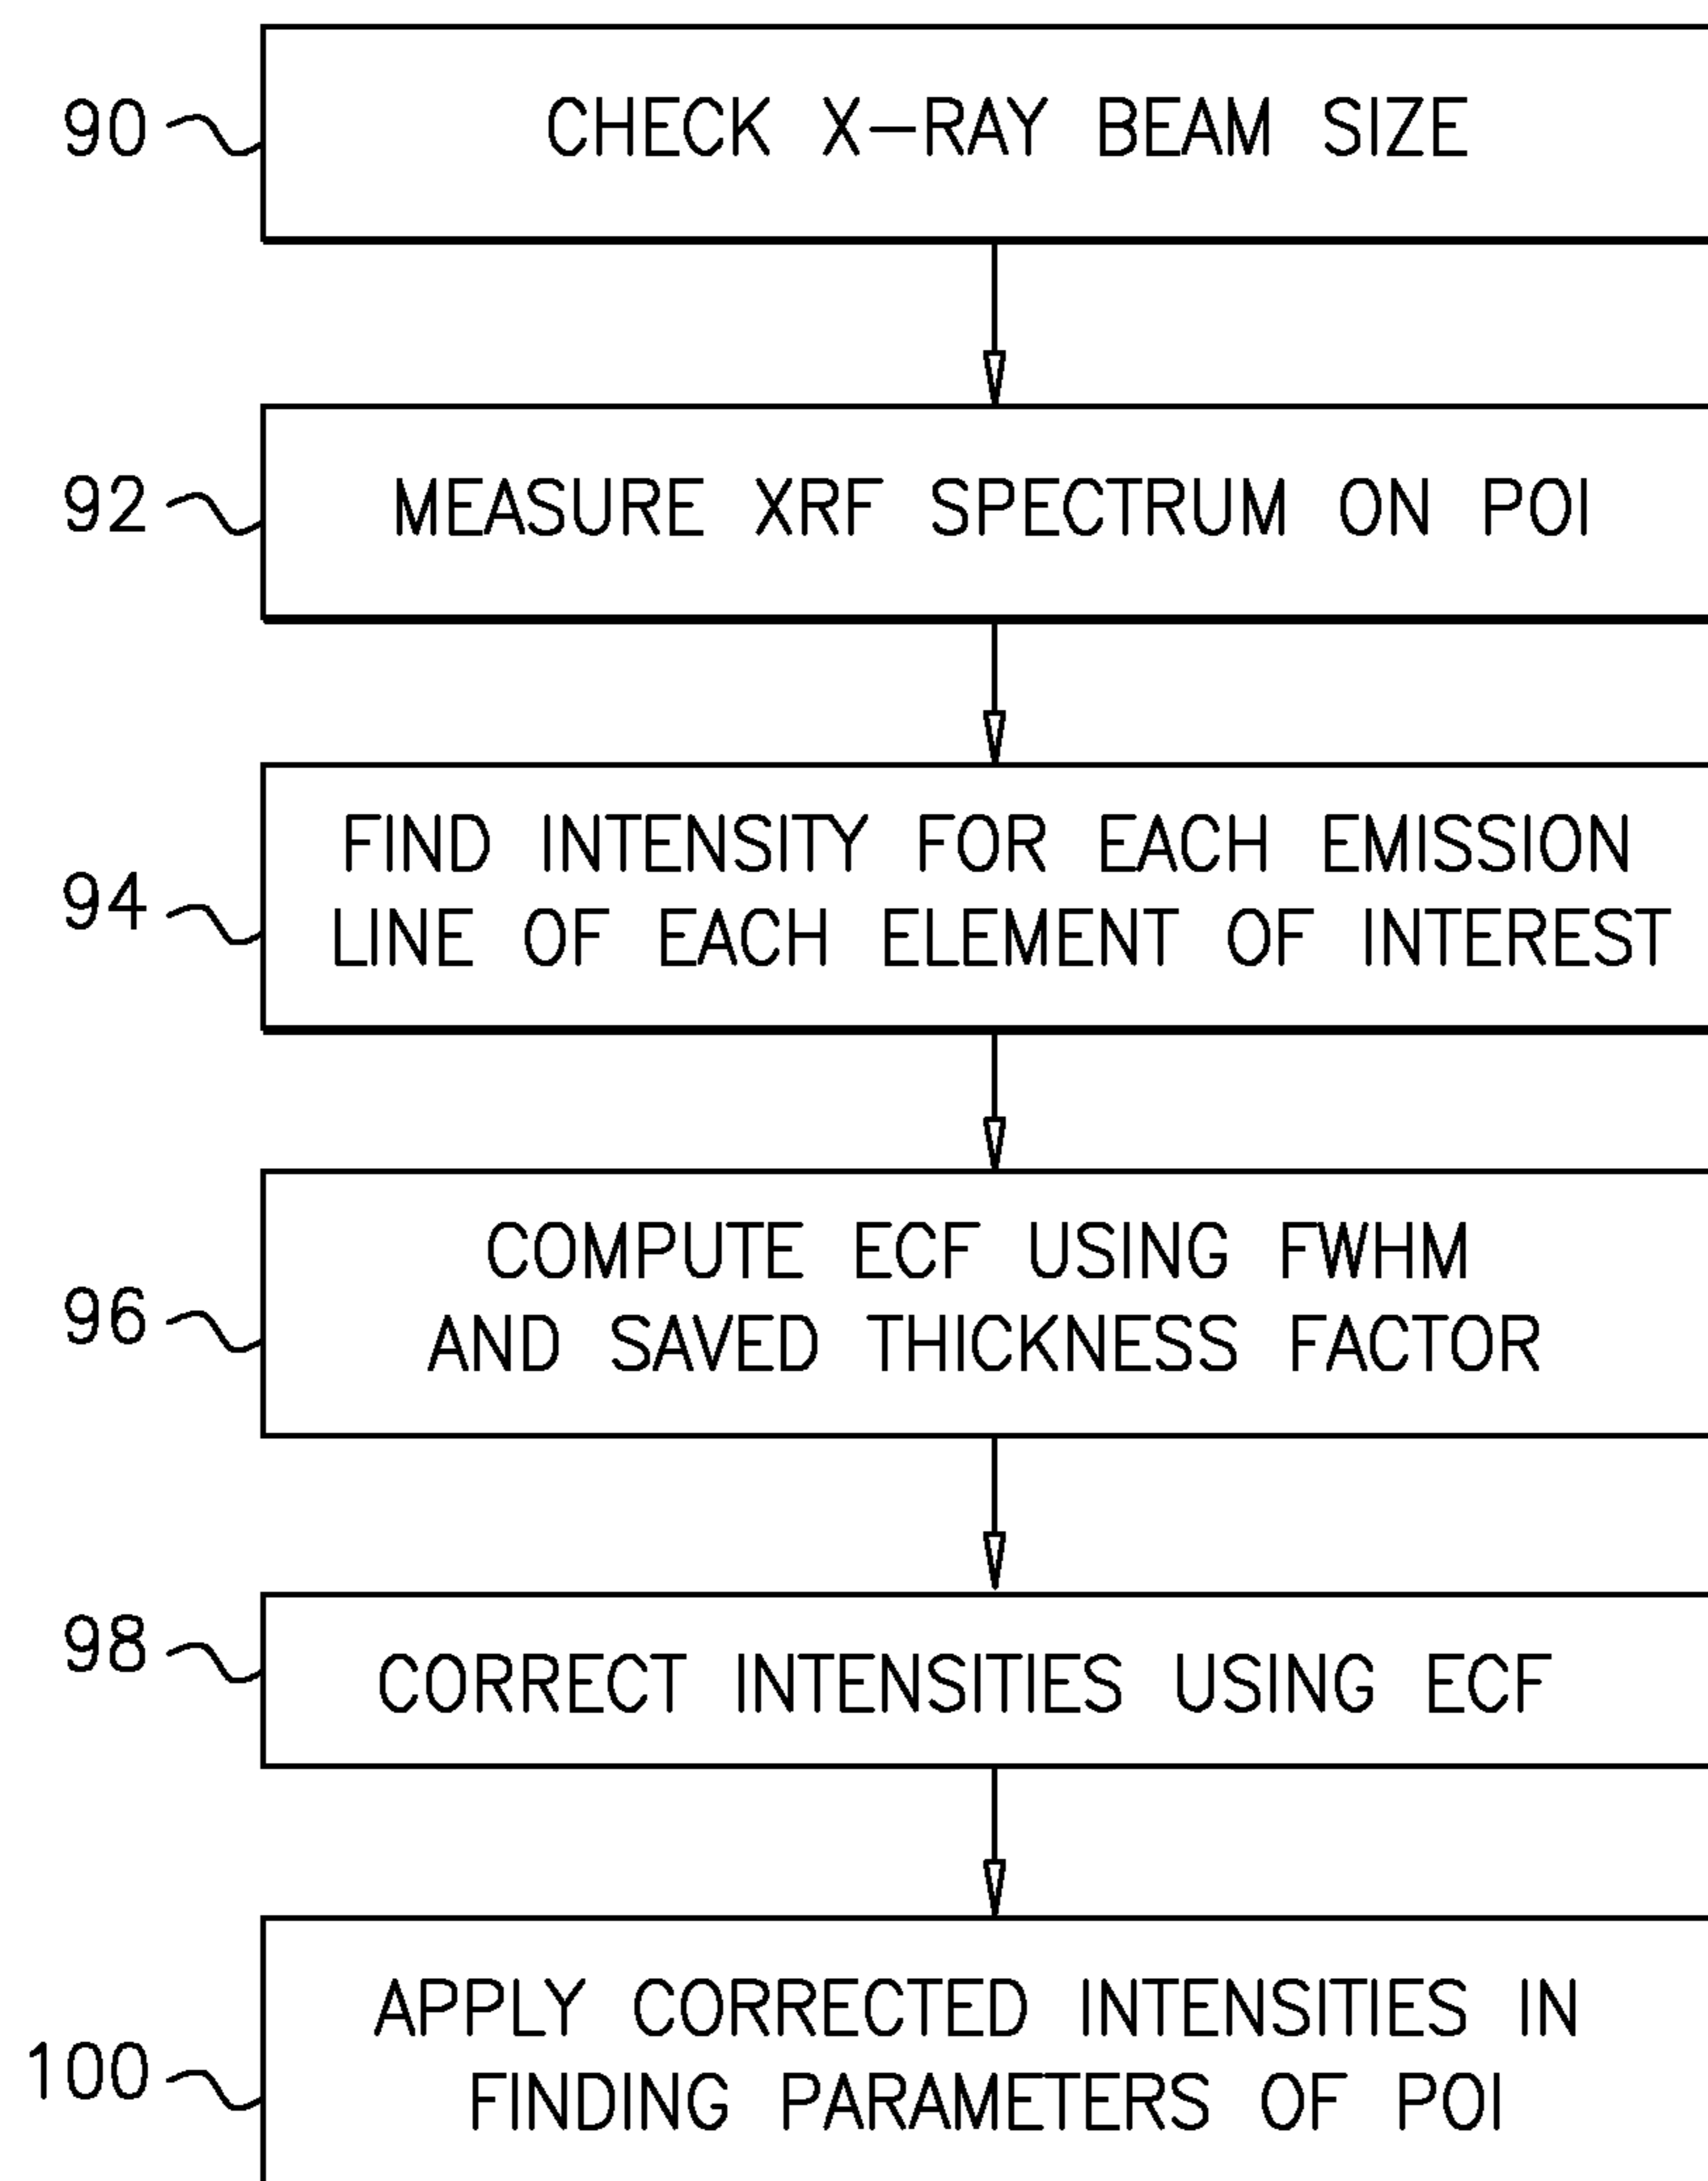 90
CHECK X-RAY BEAM SIZE
92
MEASURE XRF SPECTRUM ON POI
94
FIND INTENSITY FOR EACH EMISSION
LINE OF EACH ELEMENT OF INTEREST
96
COMPUTE ECF USING FWHM
AND SAVED THICKNESS FACTOR
98
CORRECT INTENSITIES USING ECF
100
APPLY CORRECTED INTENSITIES IN
FINDING PARAMETERS OF POI